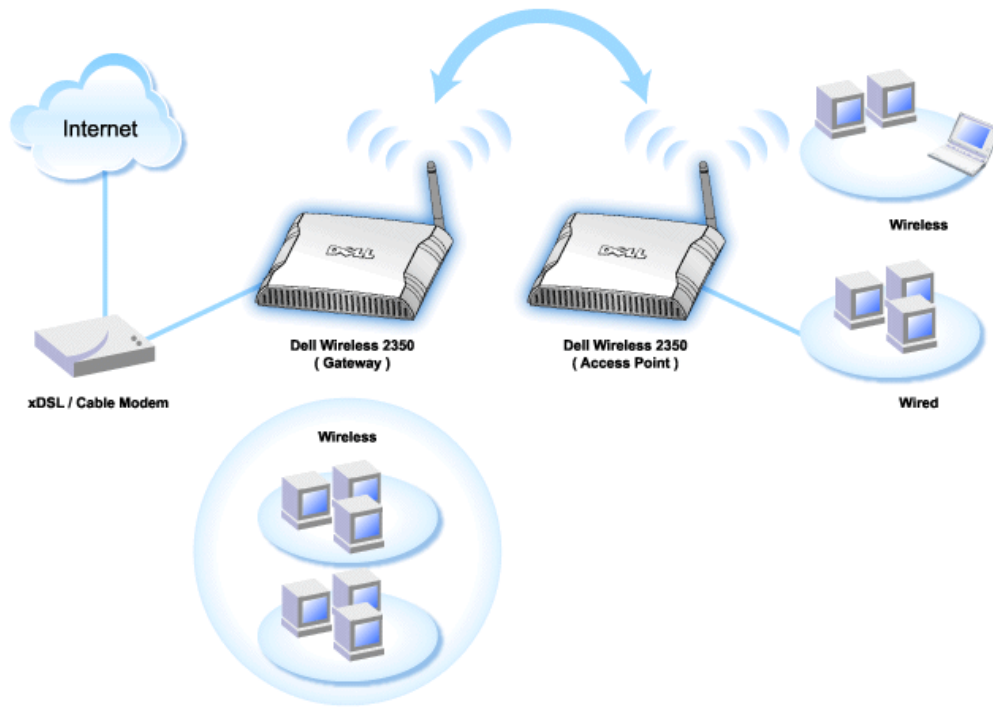 Internet
DELL
DELL
Wireless
Dell Wireless 2350
( Gateway )
Dell Wireless 2350
( Access Point )
xDSL / Cable Modem
Wired
Wireless